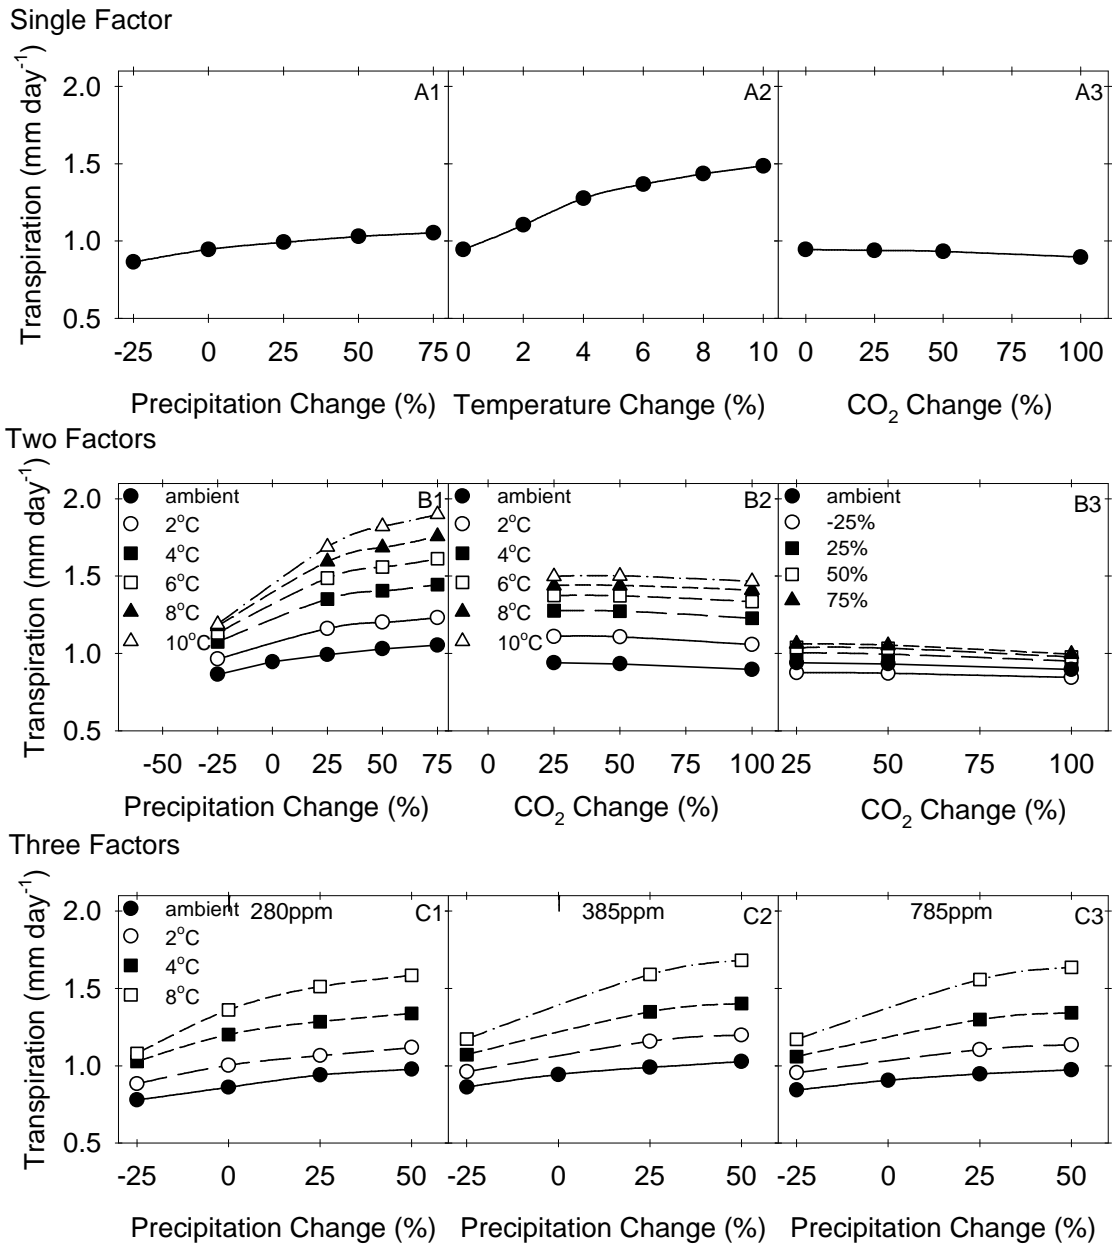 Single Factor
Transpiration (mm day⁻¹)
2.0
1.5
1.0
0.5
A1
A2
A3
-25 0 25 50 75
0 2 4 6 8 10
0 25 50 75 100
Precipitation Change (%)
Temperature Change (%)
CO₂ Change (%)
Two Factors
Transpiration (mm day⁻¹)
2.0
1.5
1.0
0.5
ambient
2°C
4°C
6°C
8°C
10°C
B1
ambient
2°C
4°C
6°C
8°C
10°C
B2
ambient
-25%
25%
50%
75%
B3
-50 -25 0 25 50 75
0 25 50 75 100
25 50 75 100
Precipitation Change (%)
CO₂ Change (%)
CO₂ Change (%)
Three Factors
Transpiration (mm day⁻¹)
2.0
1.5
1.0
0.5
ambient
2°C
4°C
8°C
280ppm
C1
385ppm
C2
785ppm
C3
-25 0 25 50
-25 0 25 50
-25 0 25 50
Precipitation Change (%)
Precipitation Change (%)
Precipitation Change (%)